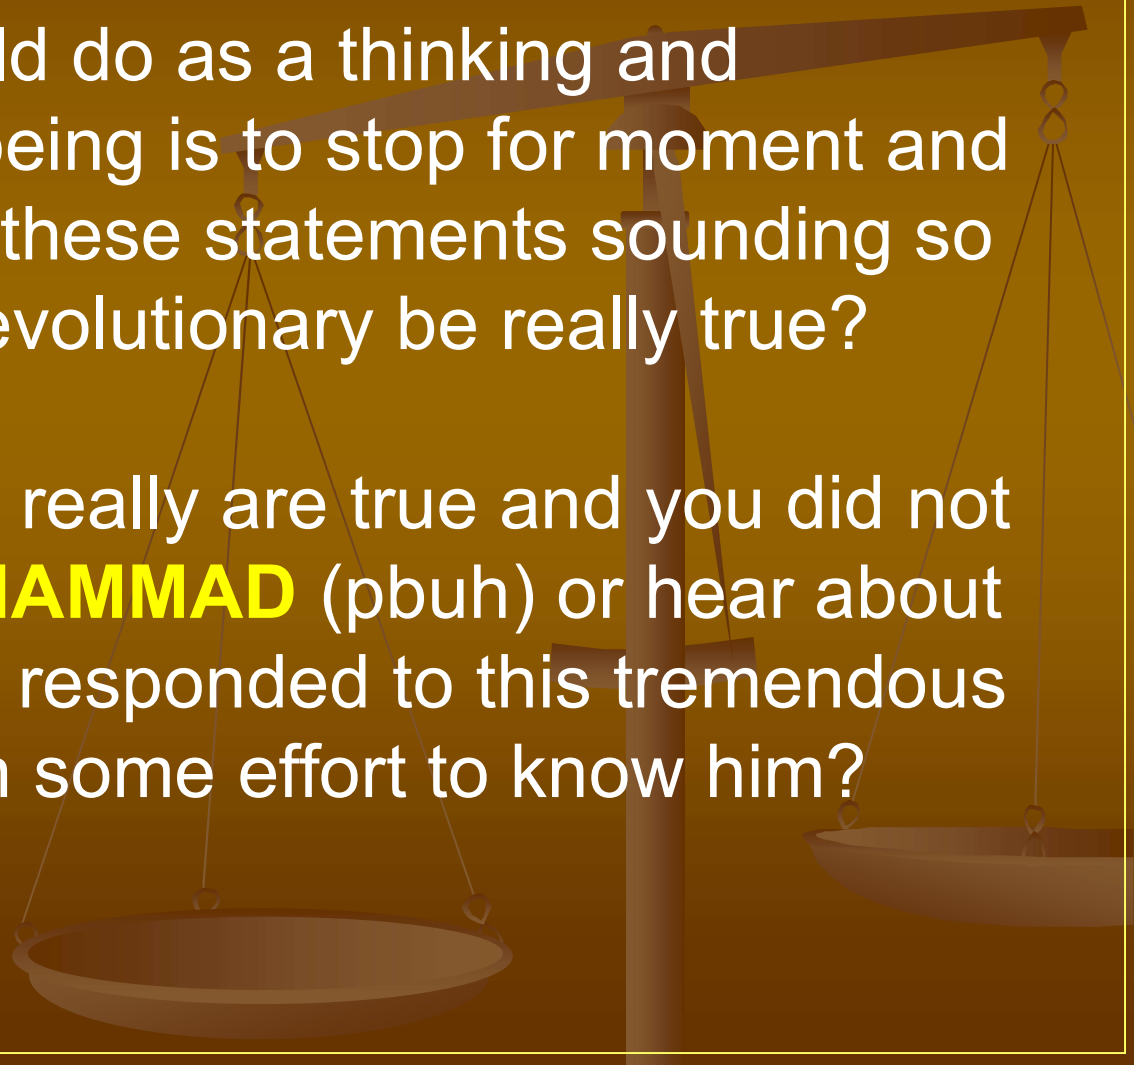 ld do as a thinking and
being is to stop for moment and
these statements sounding so
evolutionary be really true?
really are true and you did not
HAMMAD (pbuh) or hear about
responded to this tremendous
some effort to know him?